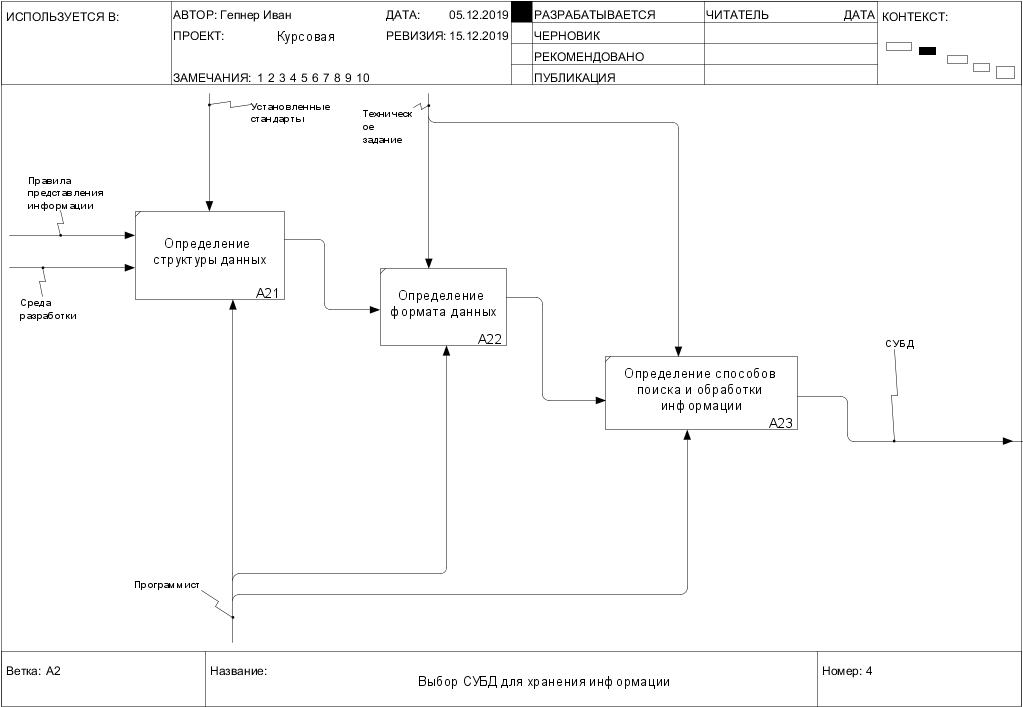 ИСПОЛЬЗУЕТСЯ В:
АВТОР: Гепнер Иван
ДАТА: 05.12.2019
РАЗРАБАТЫВАЕТСЯ
ЧИТАТЕЛЬ
ДАТА
КОНТЕКСТ:
ПРОЕКТ: Курсовая
РЕВИЗИЯ: 15.12.2019
ЧЕРНОВИК
РЕКОМЕНДОВАНО
ЗАМЕЧАНИЯ: 1 2 3 4 5 6 7 8 9 10
ПУБЛИКАЦИЯ
Установленные
стандарты
Техническ
ое
задание
Правила
представления
информации
Определение
структуры данных
A21
Среда
разработки
Определение
формата данных
A22
СУБД
Определение способов
поиска и обработки
информации
A23
Программист
Ветка: A2
Название:
Выбор СУБД для хранения информации
Номер: 4